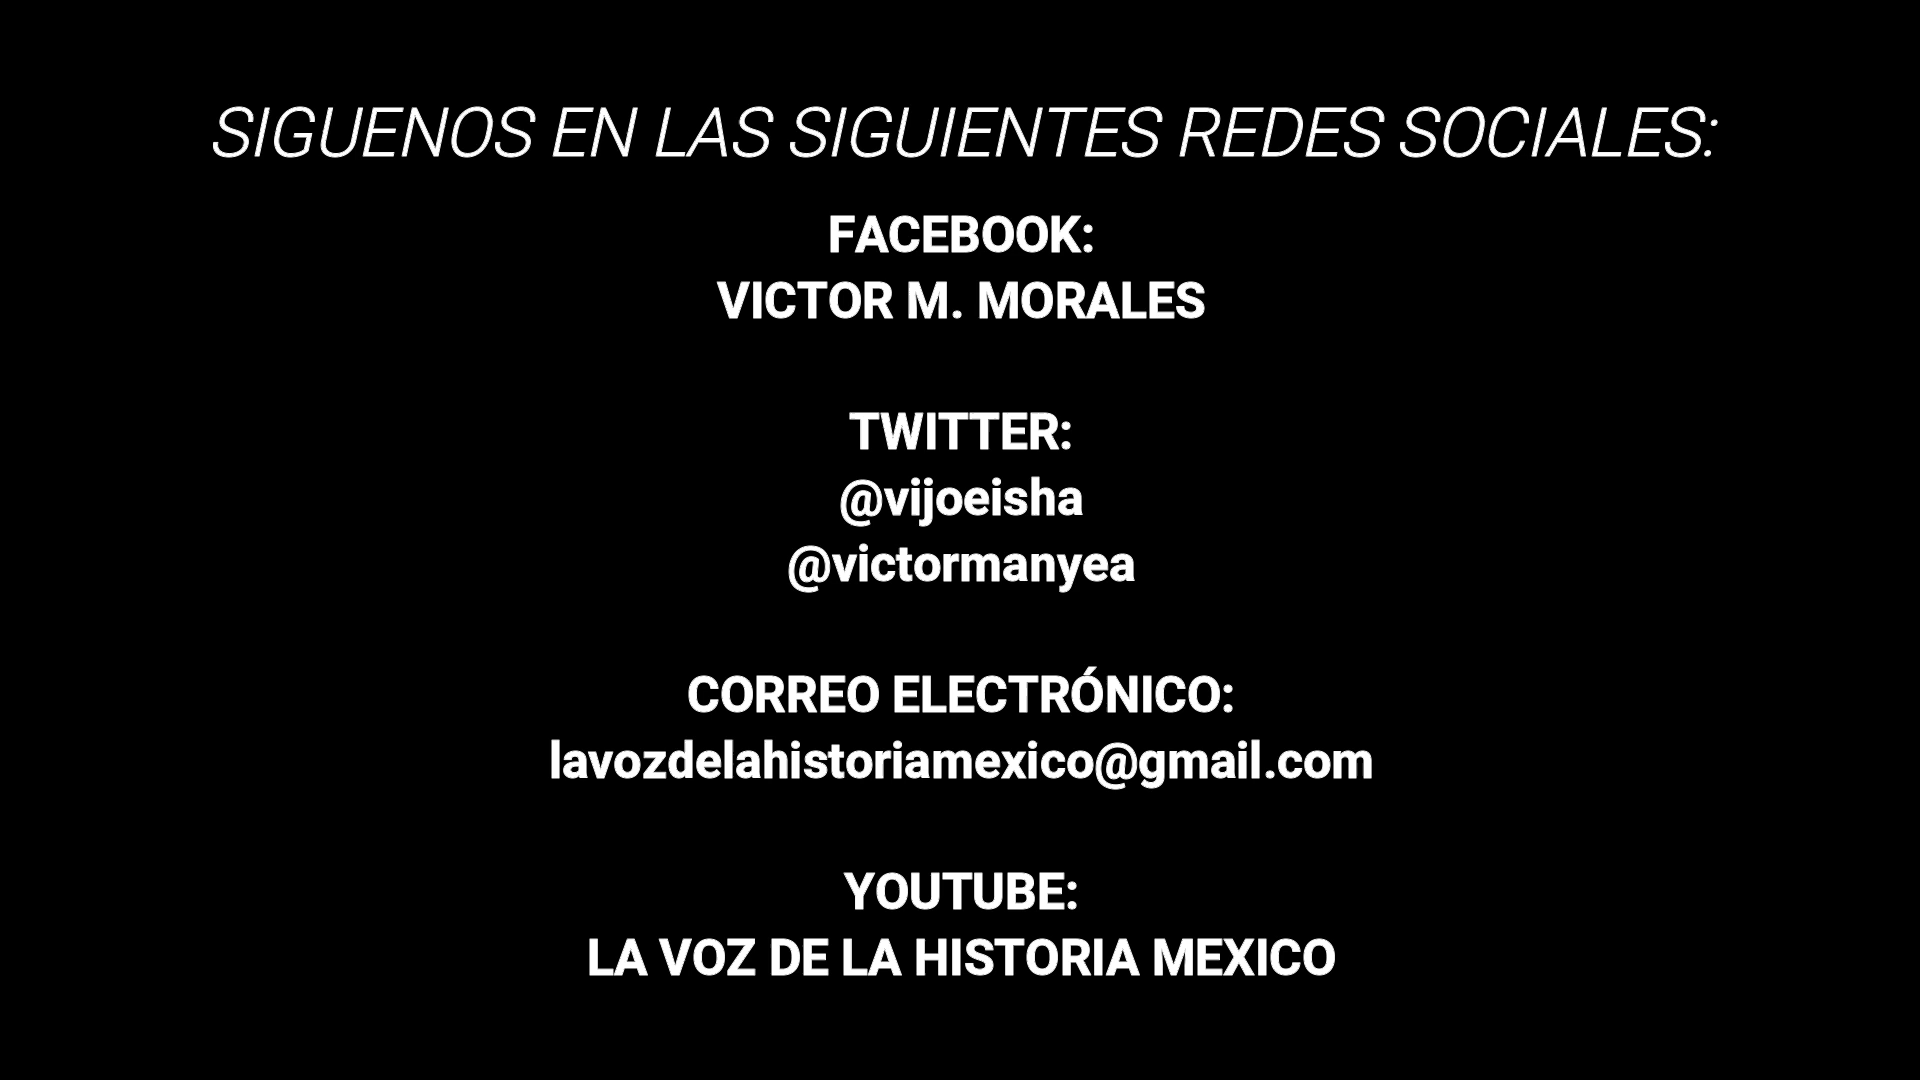 SIGUENOS EN LAS SIGUIENTES REDES SOCIALES:
FACEBOOK:
VICTOR M. MORALES
TWITTER:
@vijoeisha
@victormanyea
CORREO ELECTRÓNICO:
lavozdelahistoriamexico@gmail.com
YOUTUBE:
LA VOZ DE LA HISTORIA MEXICO